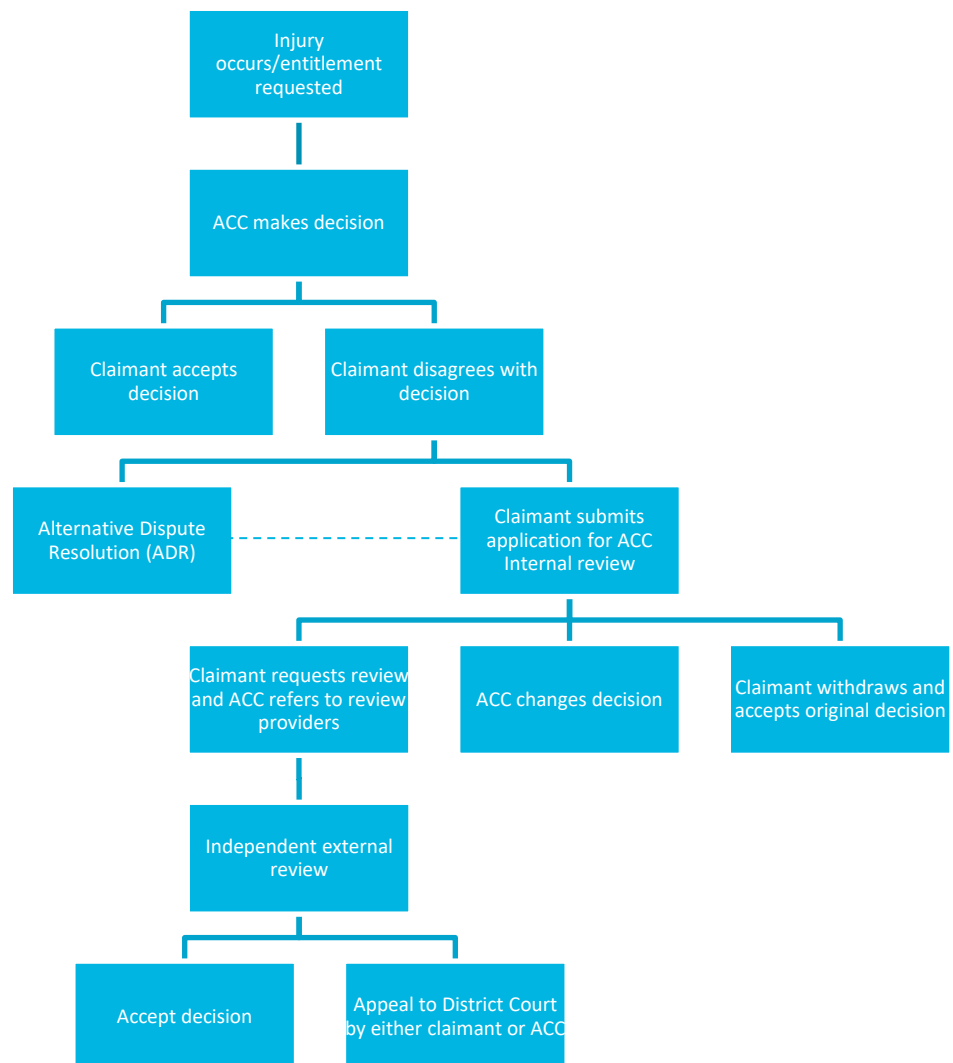 Injury
occurs/entitlement
requested
ACC makes decision
Claimant accepts
decision
Claimant disagrees with
decision
Alternative Dispute
Resolution (ADR)
Claimant submits
application for ACC
Internal review
Claimant requests review
and ACC refers to review
providers
ACC changes decision
Claimant withdraws and
accepts original decision
Independent external
review
Accept decision
Appeal to District Court
by either claimant or ACC